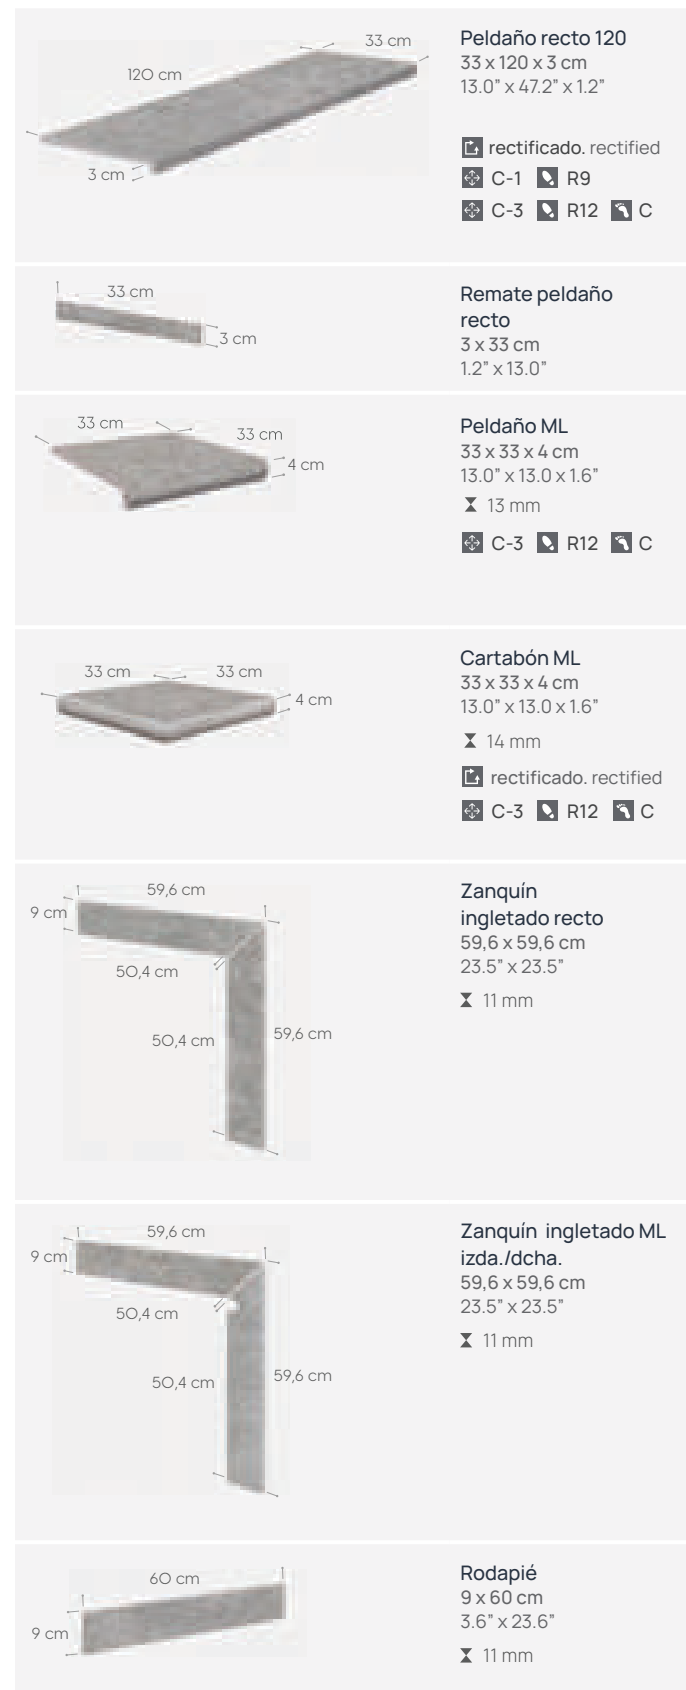 33 cm
120 cm
3 cm
Peldaño recto 120
33 x 120 x 3 cm
13.0” x 47.2” x 1.2”
rectificado. rectified
C-1 R9
C-3 R12 C
33 cm
3 cm
Remate peldaño
recto
3 x 33 cm
1.2” x 13.0”
33 cm
33 cm
4 cm
Peldaño ML
33 x 33 x 4 cm
13.0” x 13.0 x 1.6”
13 mm
C-3 R12 C
33 cm 33 cm
4 cm
Cartabón ML
33 x 33 x 4 cm
13.0” x 13.0 x 1.6”
14 mm
rectificado. rectified
C-3 R12 C
59,6 cm
9 cm
50,4 cm
50,4 cm
59,6 cm
Zanquín
ingletado recto
59,6 x 59,6 cm
23.5” x 23.5”
11 mm
59,6 cm
9 cm
50,4 cm
50,4 cm
59,6 cm
Zanquín  ingletado ML
izda./dcha.
59,6 x 59,6 cm
23.5” x 23.5”
11 mm
60 cm
9 cm
Rodapié
9 x 60 cm
3.6” x 23.6”
11 mm